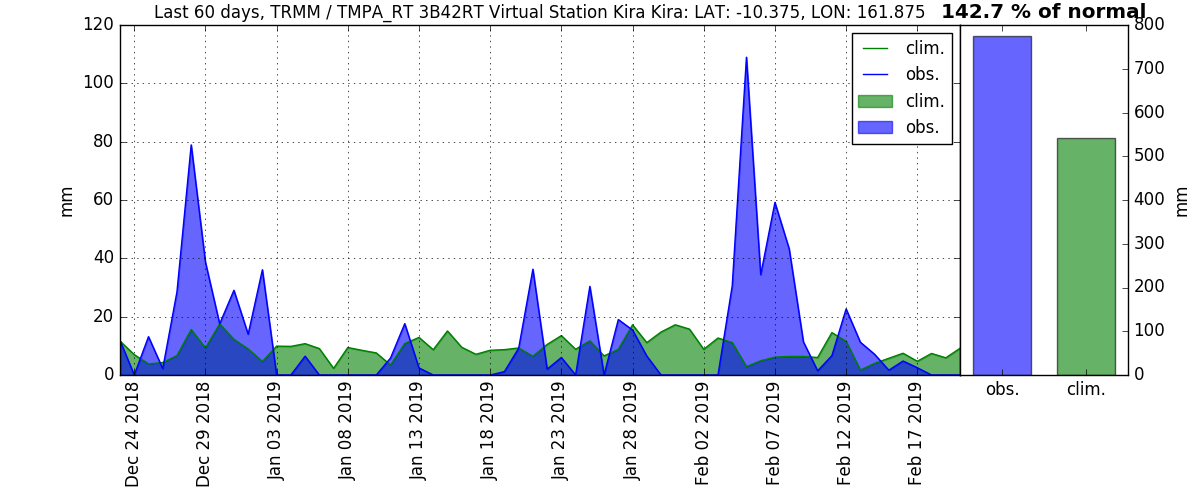 Last 60 days, TRMM / TMPA_RT 3B42RT Virtual Station Kira Kira: LAT: -10.375, LON: 161.875
142.7 % of normal
mm
120
100
80
60
40
20
0
clim.
obs.
clim.
obs.
Dec 24 2018
Dec 29 2018
Jan 03 2019
Jan 08 2019
Jan 13 2019
Jan 18 2019
Jan 23 2019
Jan 28 2019
Feb 02 2019
Feb 07 2019
Feb 12 2019
Feb 17 2019
800
700
600
500
400
300
200
100
0
mm
obs.
clim.